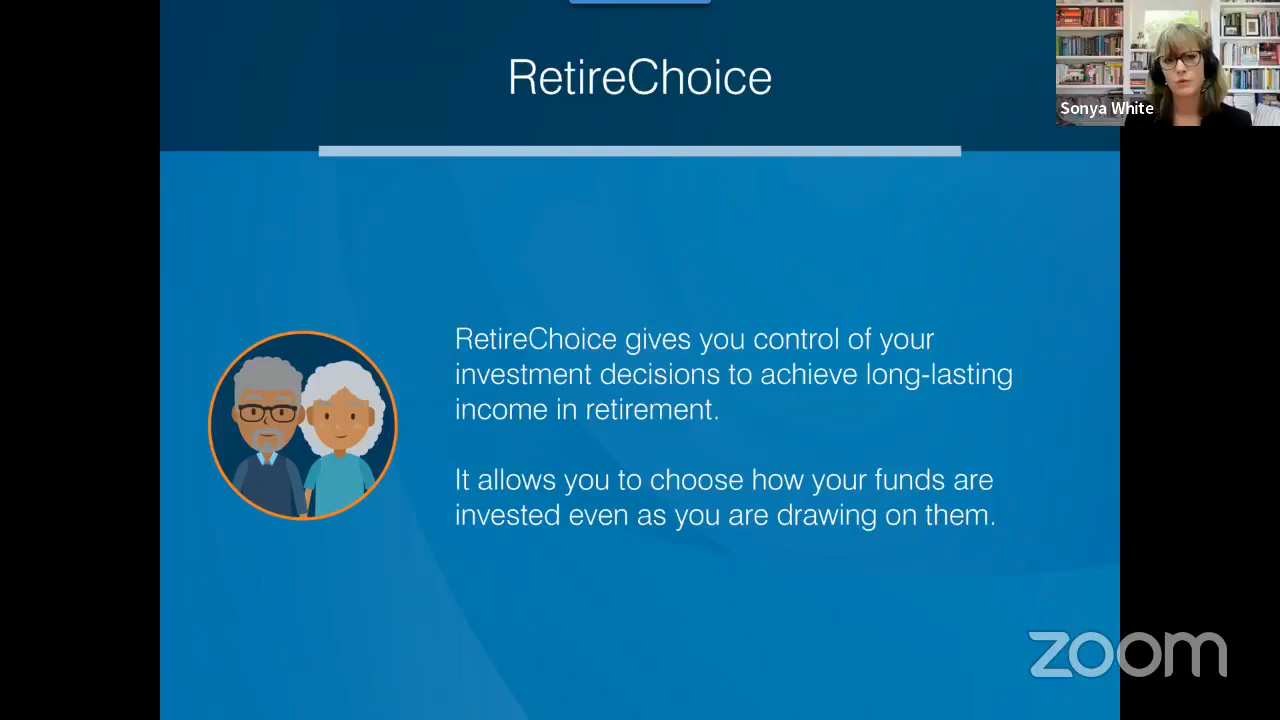 RetireChoice
Sonya White
RetireChoice gives you control of your
investment decisions to achieve long-lasting
income in retirement.
It allows you to choose how your funds are
invested even as you are drawing on them.
zoom